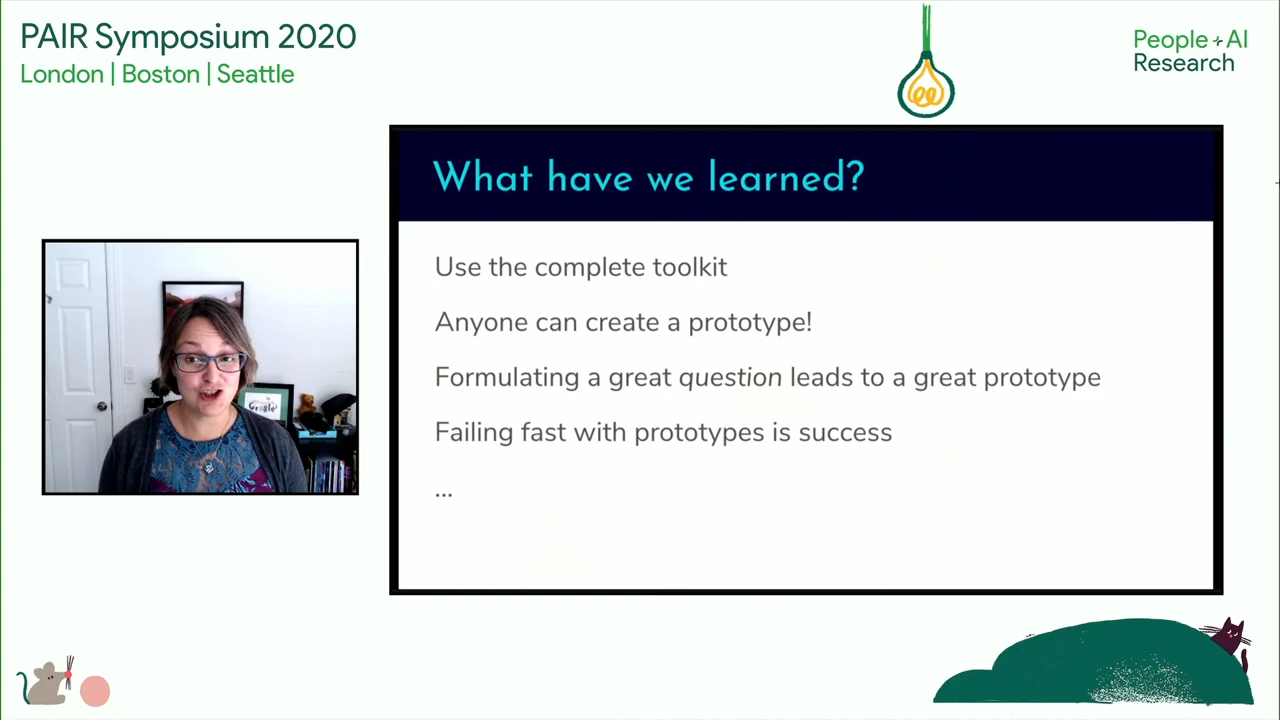 PAIR Symposium 2020
London | Boston | Seattle
People + AI
Research
What have we learned?
Use the complete toolkit
Anyone can create a prototype!
Formulating a great question leads to a great prototype
Failing fast with prototypes is success
...
Google